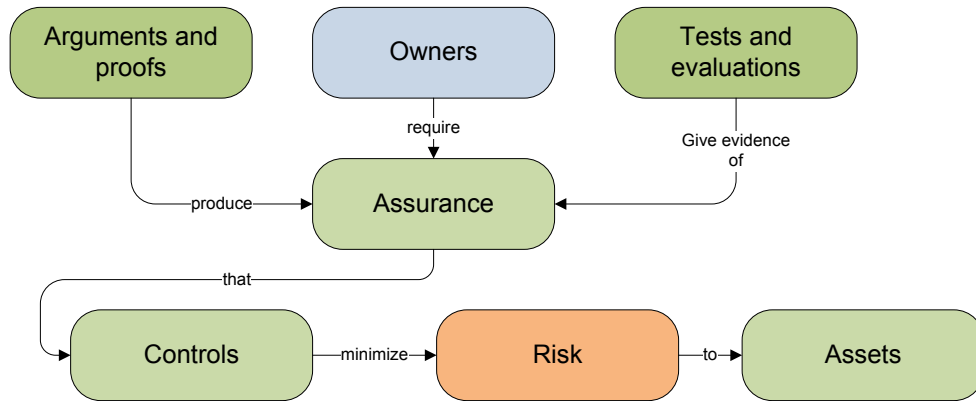 Arguments and
proofs
Owners
Tests and
evaluations
require
Give evidence
of
produce
Assurance
that
Controls
minimize
Risk
to
Assets